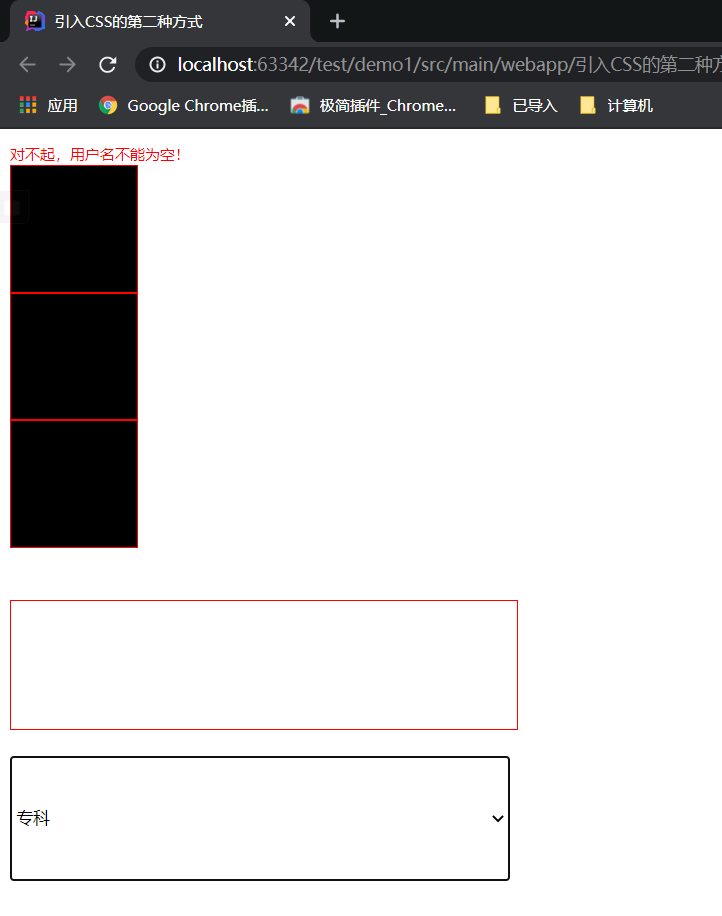 引入CSS的第二种方式
localhost:63342/test/demo1/src/main/webapp/引入CSS的第二种方
应用 Google Chrome插... 极简插件_Chrome... 已导入 计算机
对不起，用户名不能为空！
专科